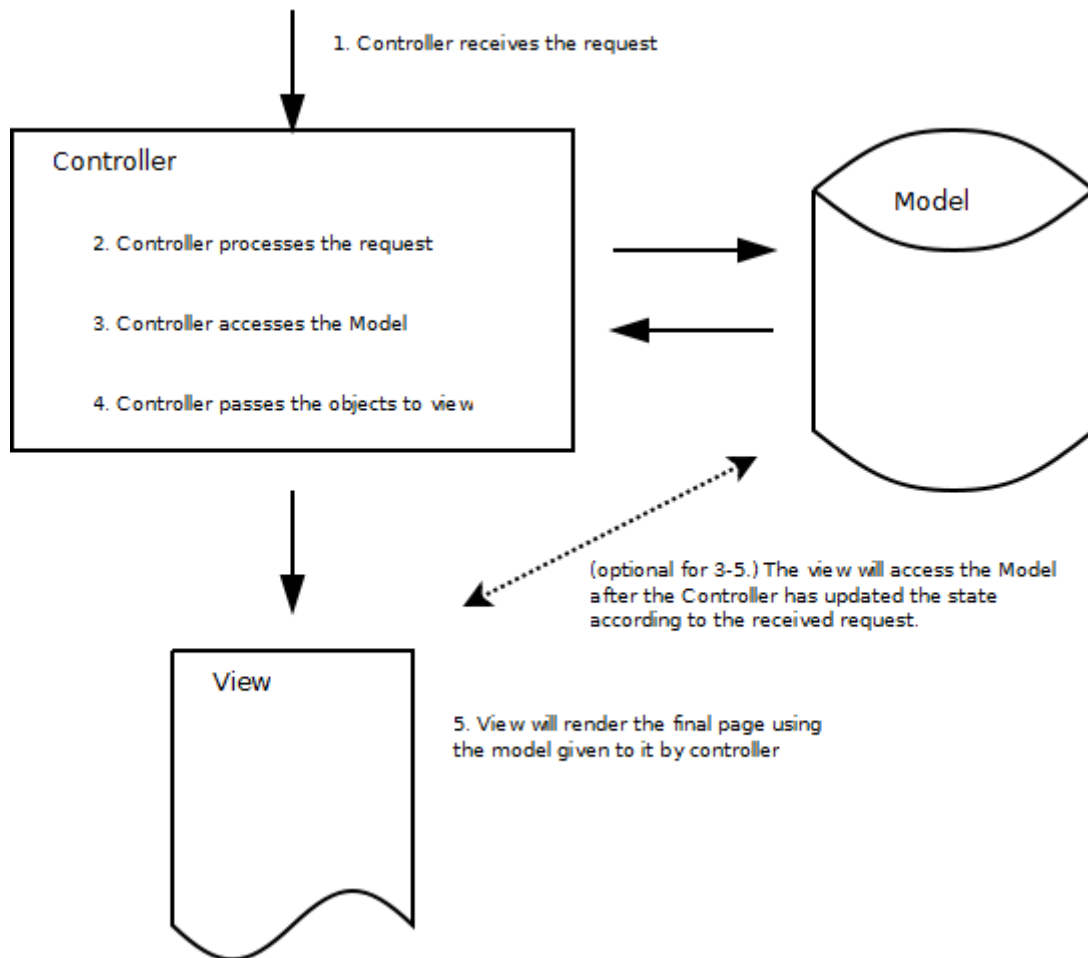 1. Controller receives the request
Controller
Model
2. Controller processes the request
3. Controller accesses the Model
4. Controller passes the objects to view
(optional for 3-5.) The view will access the Model
after the Controller has updated the state
according to the received request.
View
5. View will render the final page using
the model given to it by controller